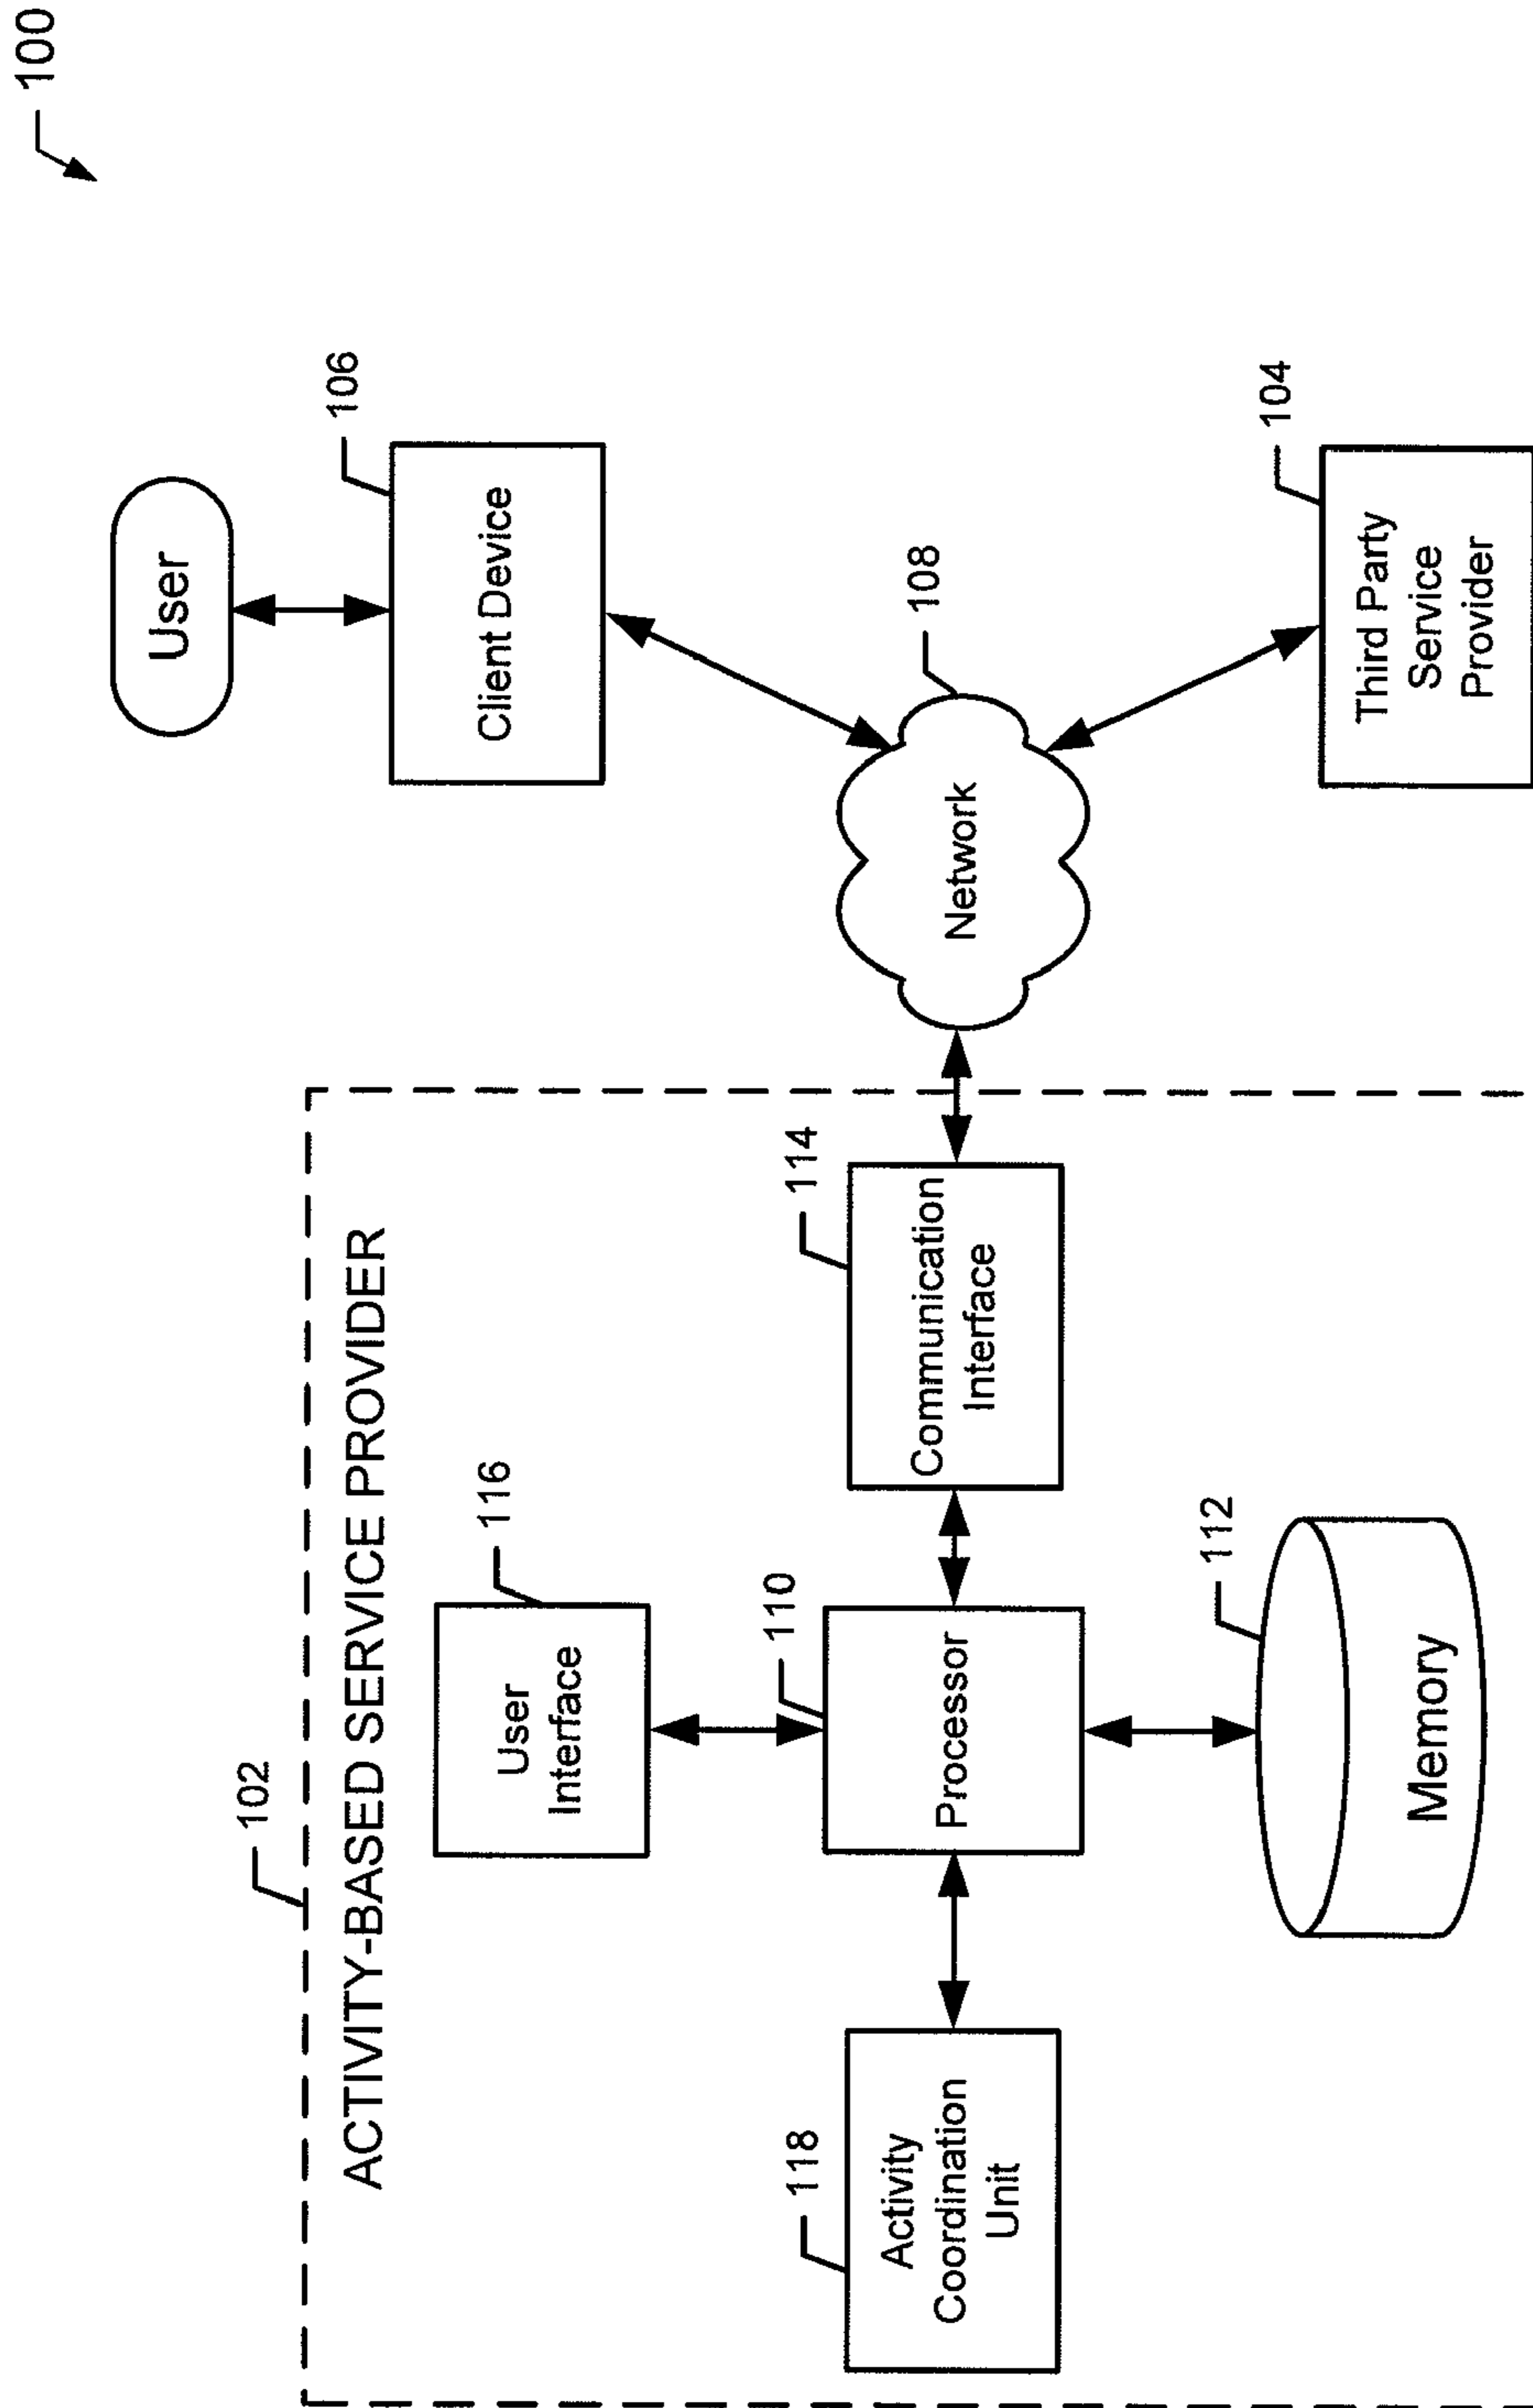 100
User
106
Client Device
108
Network
104
Third Party
Service
Provider
102
ACTIVITY-BASED SERVICE PROVIDER
116
User
Interface
114
Communication
Interface
110
Processor
118
Activity
Coordination
Unit
112
Memory